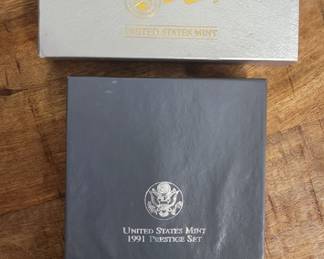 UNITED STATES MINT
UNITED STATES MINT
1991 PRESTIGE SET